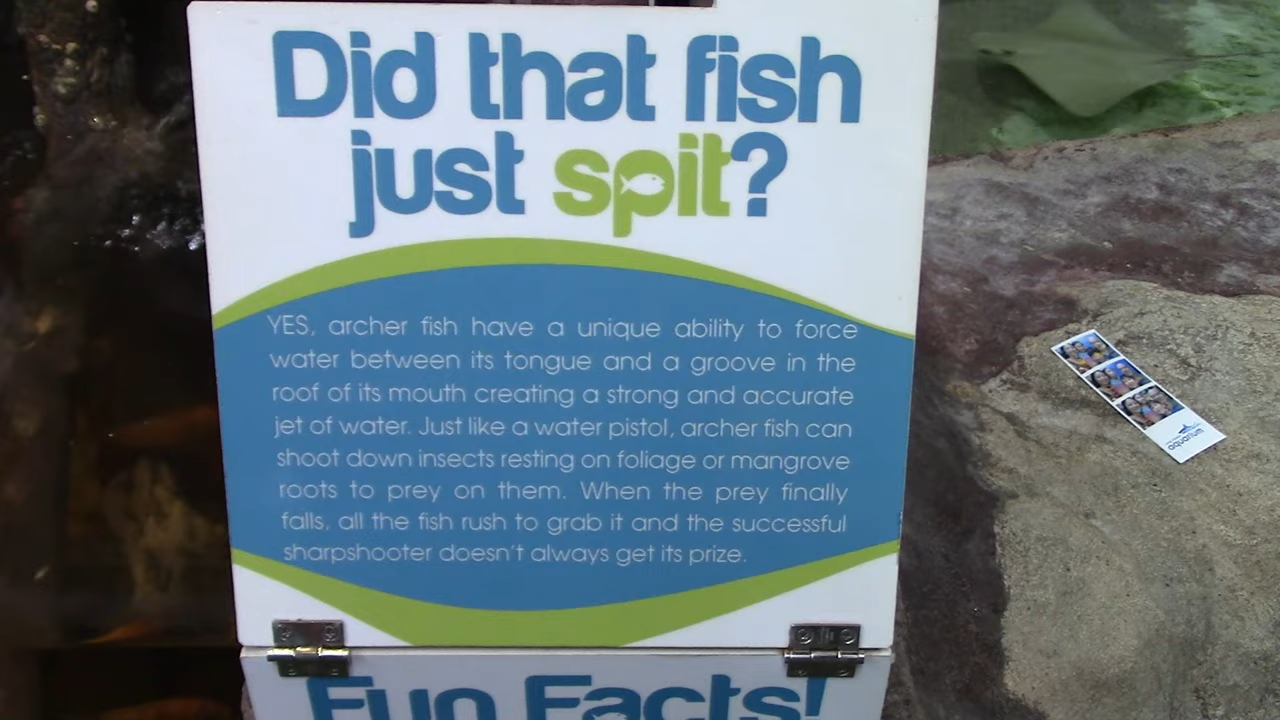 Did that fish
just spit?
YES, archer fish have a unique ability to force
water between its tongue and a groove in the
roof of its mouth creating a strong and accurate
jet of water. Just like a water pistol, archer fish can
shoot down insects resting on foliage or mangrove
roots to prey on them. When the prey finally
falls, all the fish rush to grab it and the successful
sharpshooter doesn't always get its prize.
Fun Facts!
aquarium